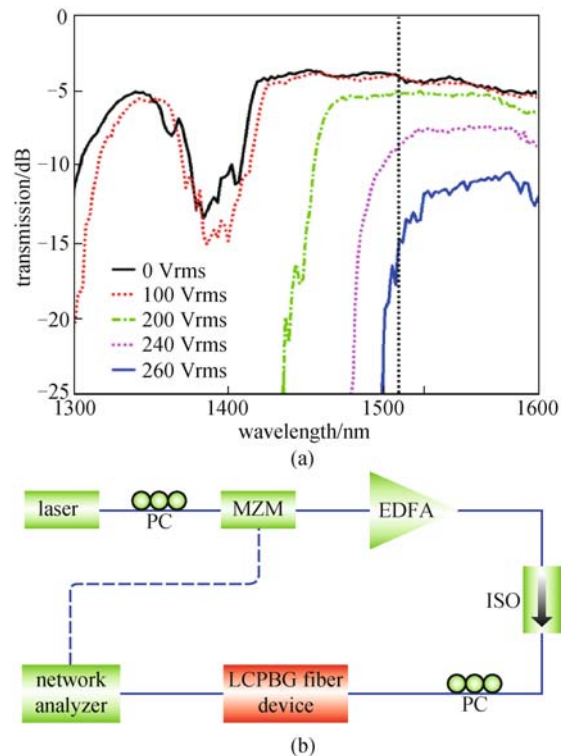 0
−5
−10
−15
−20
−25
transmission/dB
0 Vrms
100 Vrms
200 Vrms
240 Vrms
260 Vrms
1300
1400
1500
1600
wavelength/nm
(a)
laser
PC
MZM
EDFA
ISO
network
analyzer
LCPBG fiber
device
PC
(b)